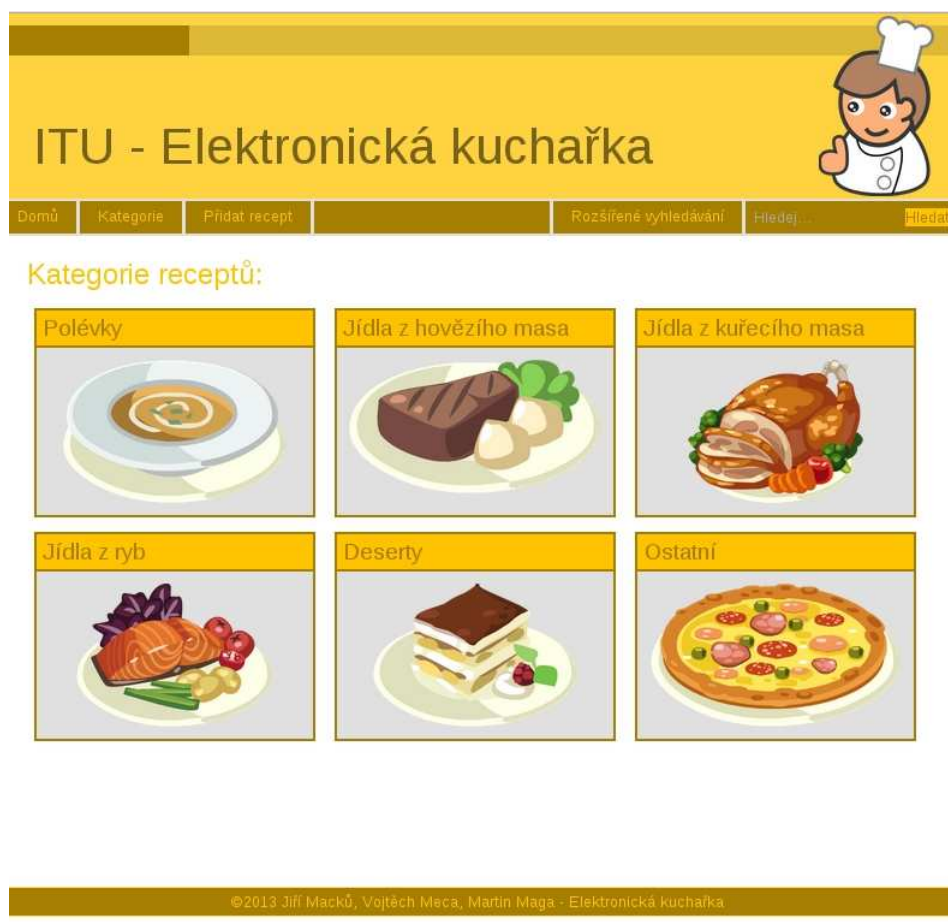 ITU - Elektronická kuchařka
Domů Kategorie Přidat recept Rozšířené vyhledávání Hledej... Hledat
Kategorie receptů:
Polévky Jídla z hovězího masa Jídla z kuřecího masa
Jídla z ryb Deserty Ostatní
©2013 Jiří Macků, Vojtěch Meca, Martin Maga - Elektronická kuchařka